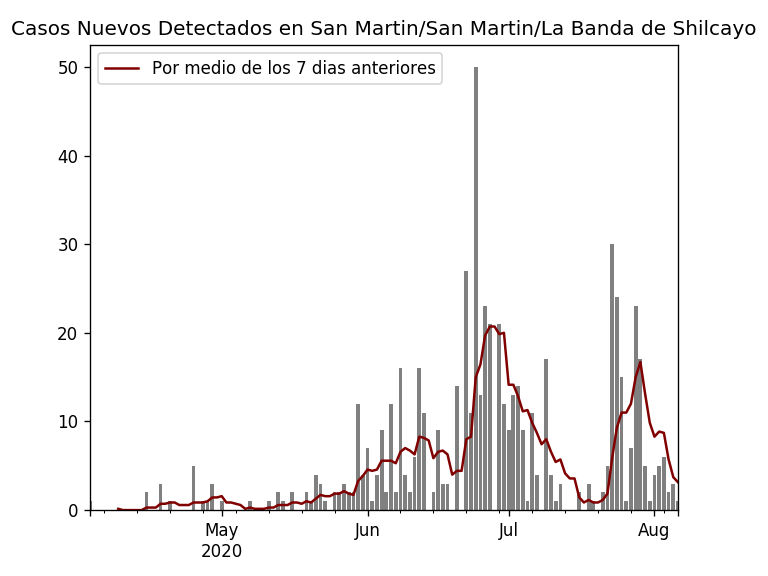 Casos Nuevos Detectados en San Martin/San Martin/La Banda de Shilcayo
Por medio de los 7 dias anteriores
50
40
30
20
10
0
May
2020
Jun
Jul
Aug